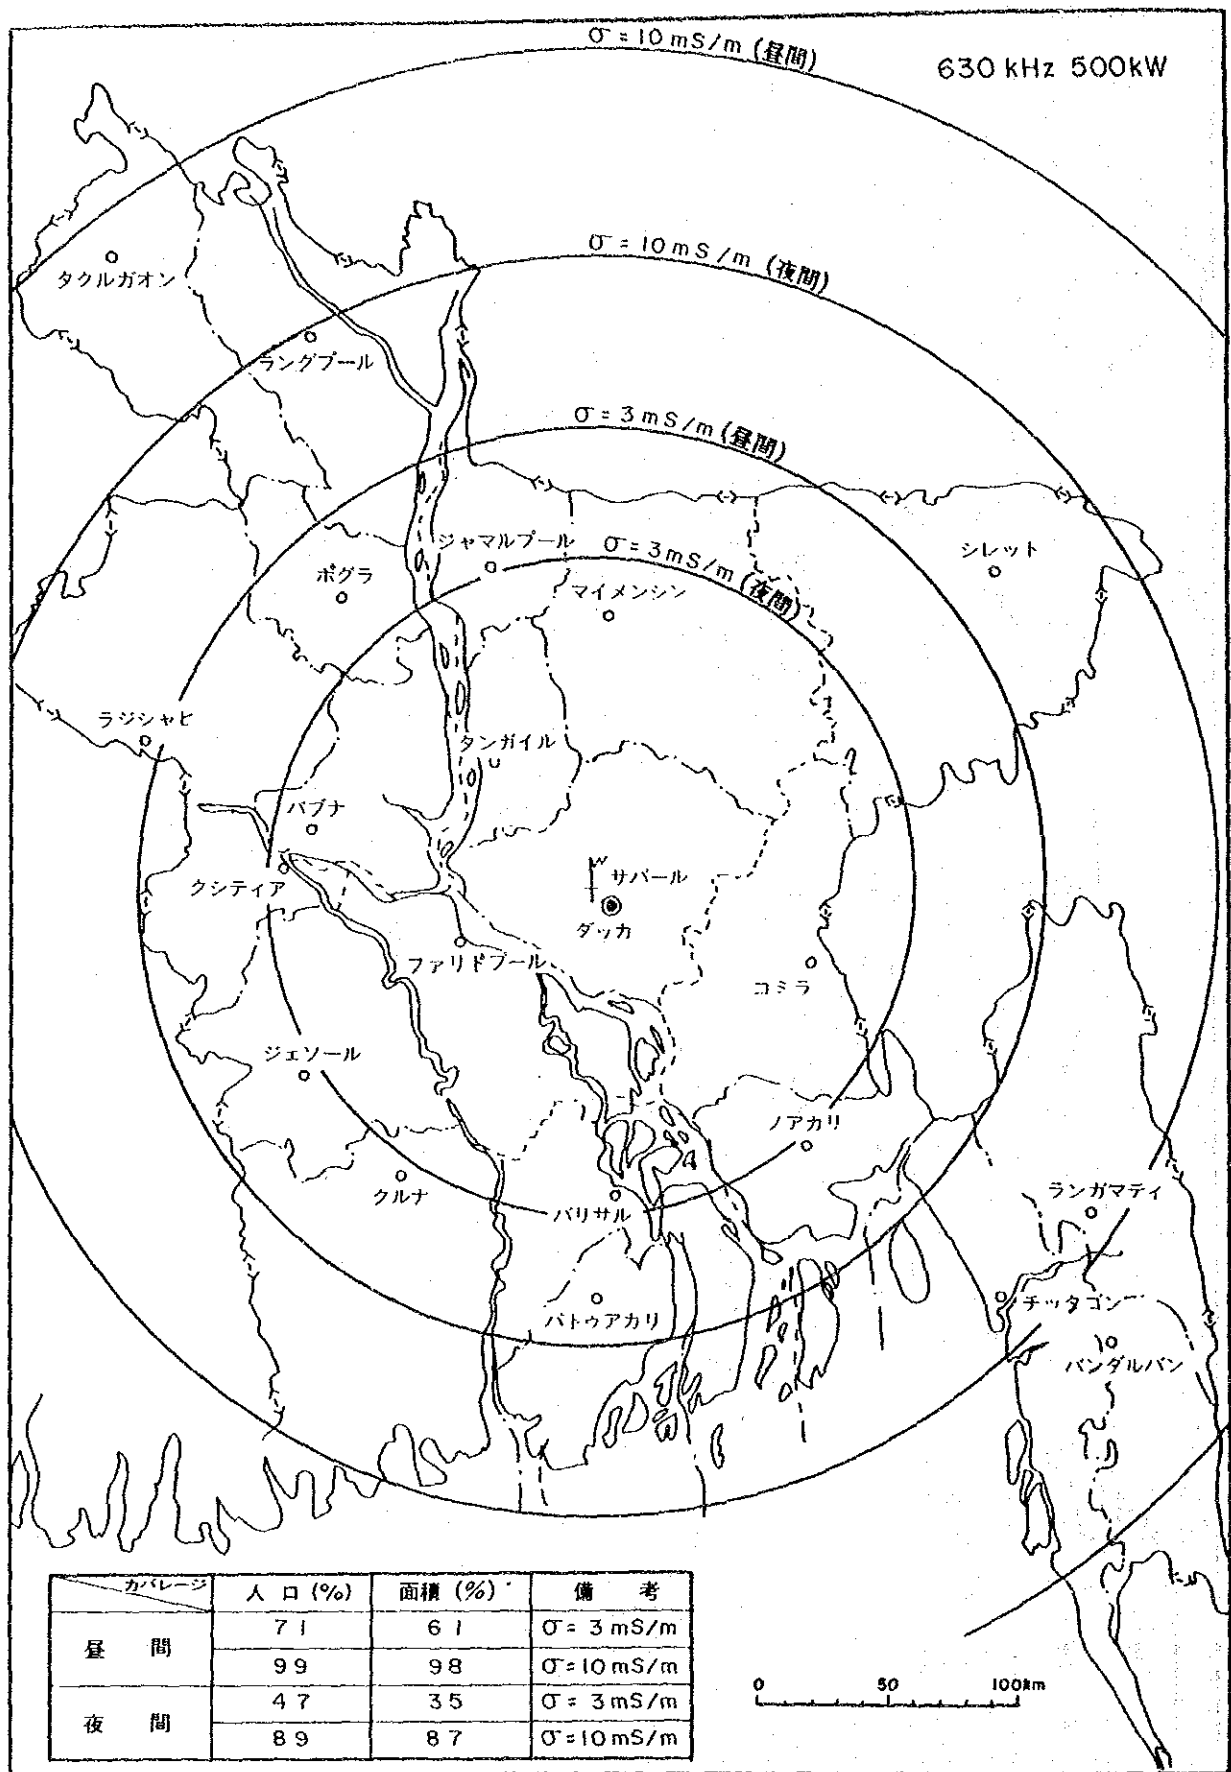 σ = 10 mS/m (昼間)
630 kHz 500kW
σ = 10 mS/m (夜間)
タクルガオン
ラングプール
σ = 3 mS/m (昼間)
ジャマルプール
σ = 3 mS/m (夜間)
シレット
ボグラ
マイメンシン
ラジシャヒ
タンガイル
パブナ
クシティア
サバール
ダッカ
ファリドプール
コミラ
ジェソール
ノアカリ
クルナ
バリサル
ランガマティ
パトゥアカリ
チッタゴン
バンダルバン
カバレージ 人口 (%) 面積 (%) 備考
昼間 71 61 σ = 3 mS/m
99 98 σ = 10 mS/m
夜間 47 35 σ = 3 mS/m
89 87 σ = 10 mS/m
0 50 100km